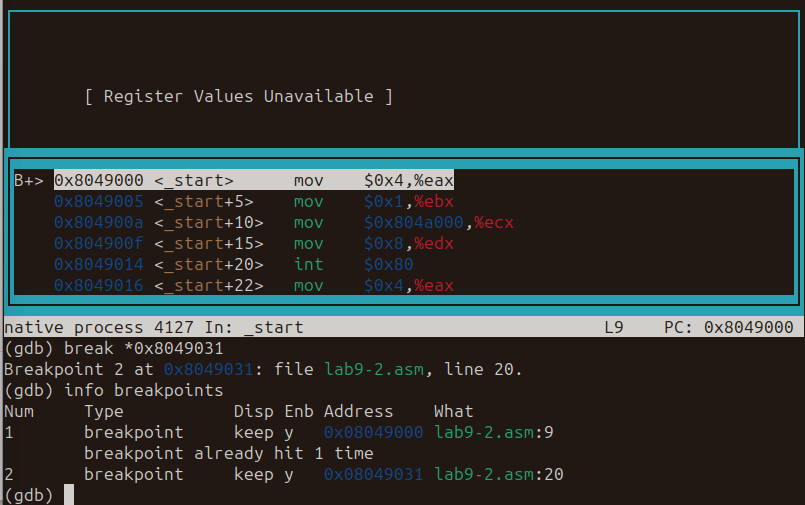 [ Register Values Unavailable ]
B+> 0x8049000 <_start> mov $0x4,%eax
0x8049005 <_start+5> mov $0x1,%ebx
0x804900a <_start+10> mov $0x804a000,%ecx
0x804900f <_start+15> mov $0x8,%edx
0x8049014 <_start+20> int $0x80
0x8049016 <_start+22> mov $0x4,%eax
native process 4127 In: _start L9 PC: 0x8049000
(gdb) break *0x8049031
Breakpoint 2 at 0x8049031: file lab9-2.asm, line 20.
(gdb) info breakpoints
Num Type Disp Enb Address What
1 breakpoint keep y 0x08049000 lab9-2.asm:9
breakpoint already hit 1 time
2 breakpoint keep y 0x08049031 lab9-2.asm:20
(gdb)